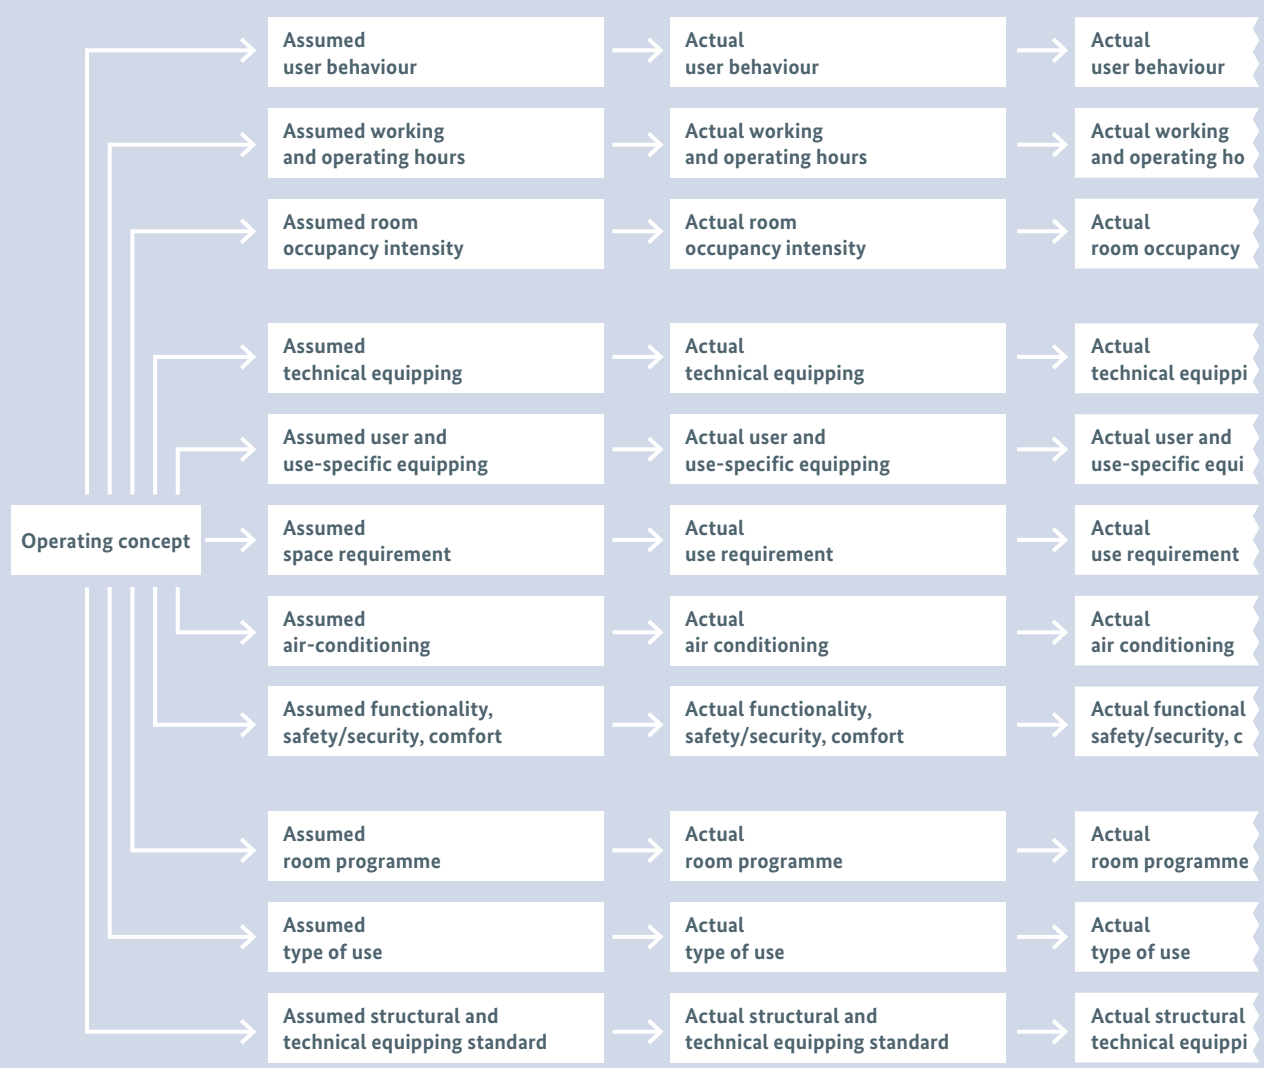 Assumed
user behaviour
Actual
user behaviour
Actual
user behaviour
Assumed working
and operating hours
Actual working
and operating hours
Actual working
and operating ho
Assumed room
occupancy intensity
Actual room
occupancy intensity
Actual
room occupancy
Assumed
technical equipping
Actual
technical equipping
Actual
technical equippi
Assumed user and
use-specific equipping
Actual user and
use-specific equipping
Actual user and
use-specific equi
Operating concept
Assumed
space requirement
Actual
use requirement
Actual
use requirement
Assumed
air-conditioning
Actual
air conditioning
Actual
air conditioning
Assumed functionality,
safety/security, comfort
Actual functionality,
safety/security, comfort
Actual functional
safety/security, c
Assumed
room programme
Actual
room programme
Actual
room programme
Assumed
type of use
Actual
type of use
Actual
type of use
Assumed structural and
technical equipping standard
Actual structural and
technical equipping standard
Actual structural
technical equippi